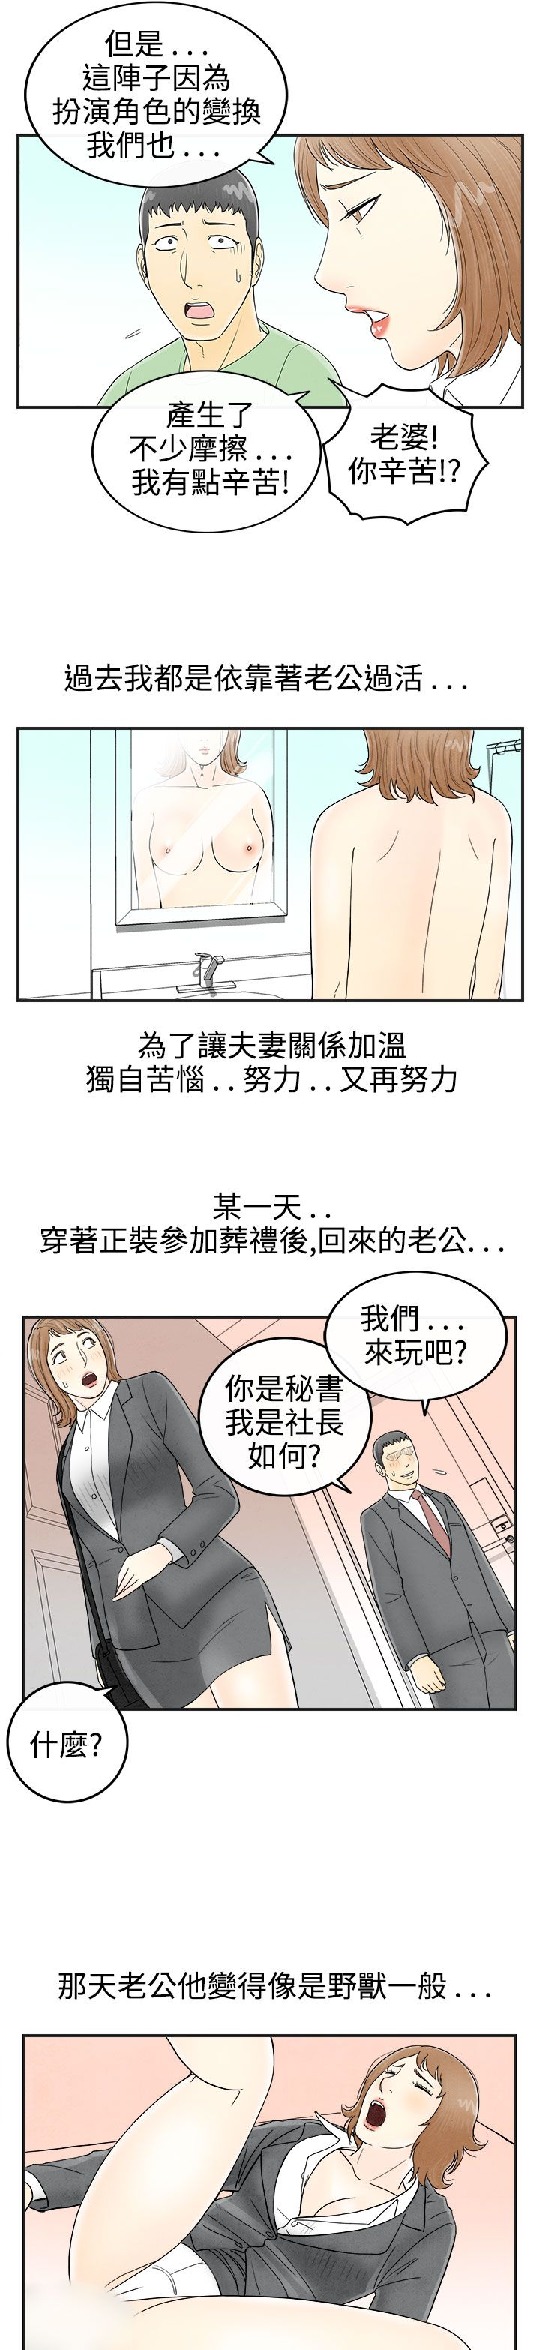 但是...
這陣子因為
扮演角色的變換
我們也...
產生了
不少摩擦...
我有點辛苦!
老婆!
你辛苦!?
過去我都是依靠著老公過活...
為了讓夫妻關係加溫
獨自苦惱..努力..又再努力
某一天..
穿著正裝參加葬禮後,回來的老公...
我們...
來玩吧?
你是秘書
我是社長
如何?
什麼?
那天老公他變得像是野獸一般...